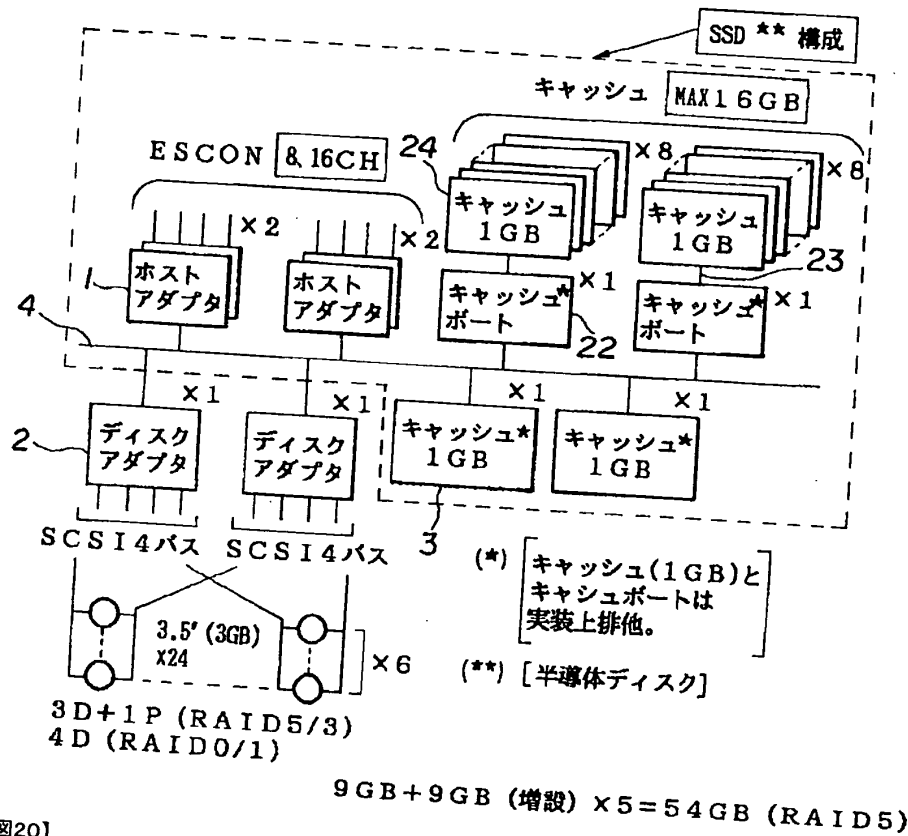 SSD ** 構成
キャッシュ MAX16GB
ESCON 8、16CH
24
×8
×8
キャッシュ
1GB
キャッシュ
1GB
×2
×2
23
1
ホスト
アダプタ
ホスト
アダプタ
×1
×1
キャッシュ*
ボート
キャッシュ*
ボート
22
4
×1
×1
×1
×1
2
ディスク
アダプタ
ディスク
アダプタ
キャッシュ*
1GB
キャッシュ*
1GB
3
SCSI4バス
SCSI4バス
(*)
キャッシュ(1GB)と
キャシュボートは
実装上排他。
3.5' (3GB)
X24
×6
(**) [半導体ディスク]
3D+1P (RAID5/3)
4D (RAID0/1)
9GB+9GB (増設) ×5=54GB (RAID5)
図20】